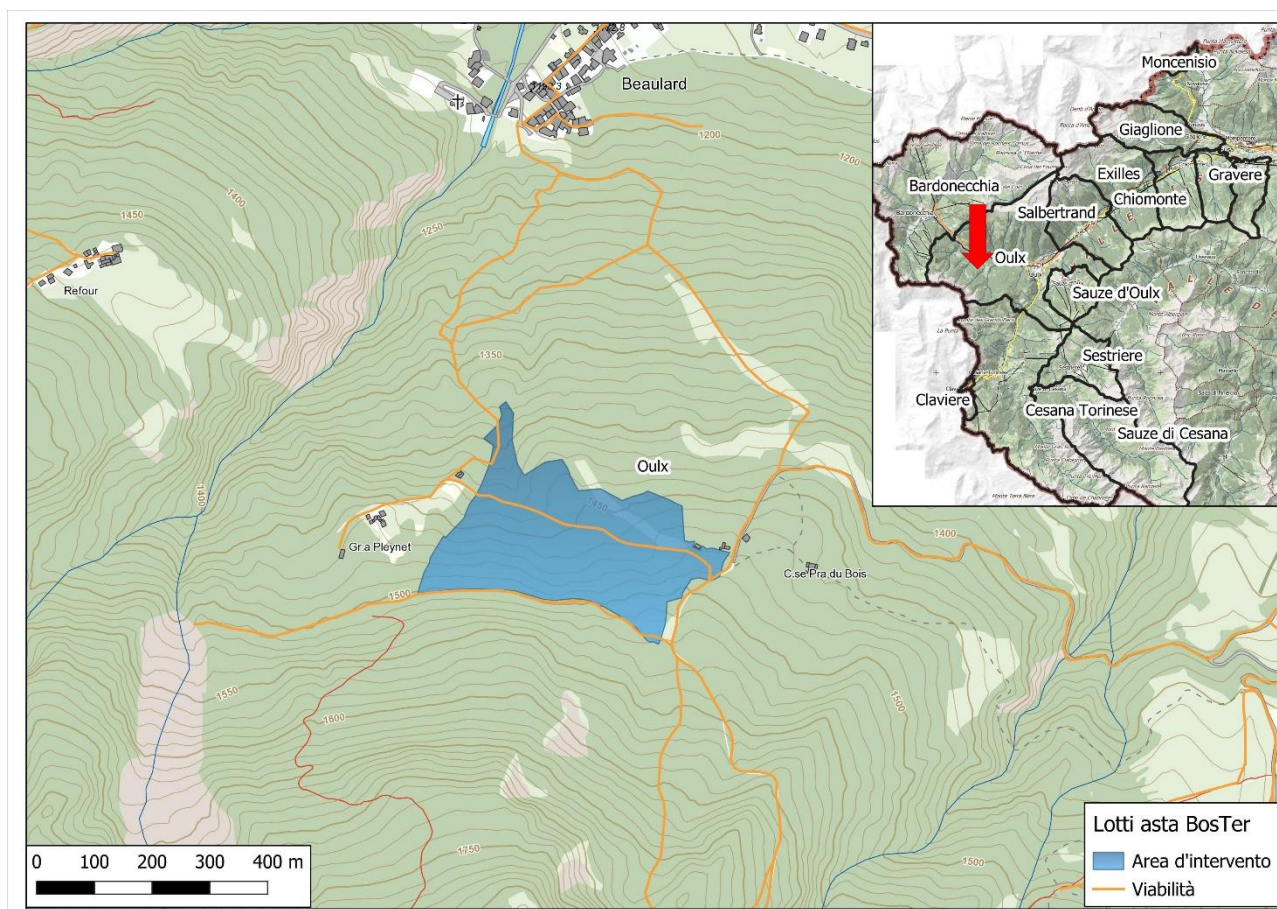 Beaulard
1200
1200
1250
1400
1450
Refour
1350
1400
Oulx
1450
Gr.a Pleynet
C.se Pra du Bois
1400
1500
1550
1600
1500
1750
1500
0 100 200 300 400 m
Moncenisio
Giaglione
Exilles
Gravere
Bardonecchia
Chiomonte
Bardonecchia
Salbertrand
Oulx
Sauze d'Oulx
Sestriere
Claviere
Cesana Torinese
Sauze di Cesana
Lotti asta BosTer
Area d'intervento
Viabilità